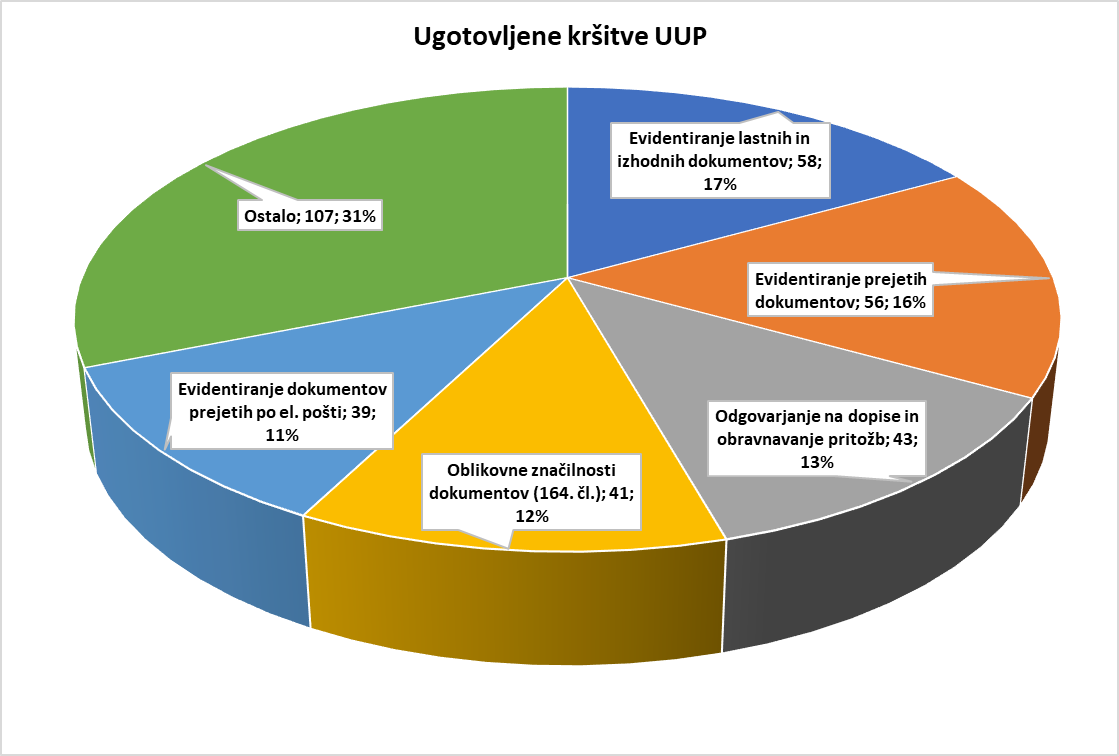 Ugotovljene kršitve UUP
Evidentiranje lastnih in
izhodnih dokumentov; 58;
17%
Ostalo; 107; 31%
Evidentiranje prejetih
dokumentov; 56; 16%
Evidentiranje dokumentov
prejetih po el. pošti; 39;
11%
Odgovarjanje na dopise in
obravnavanje pritožb; 43;
13%
Oblikovne značilnosti
dokumentov (164. čl.); 41;
12%